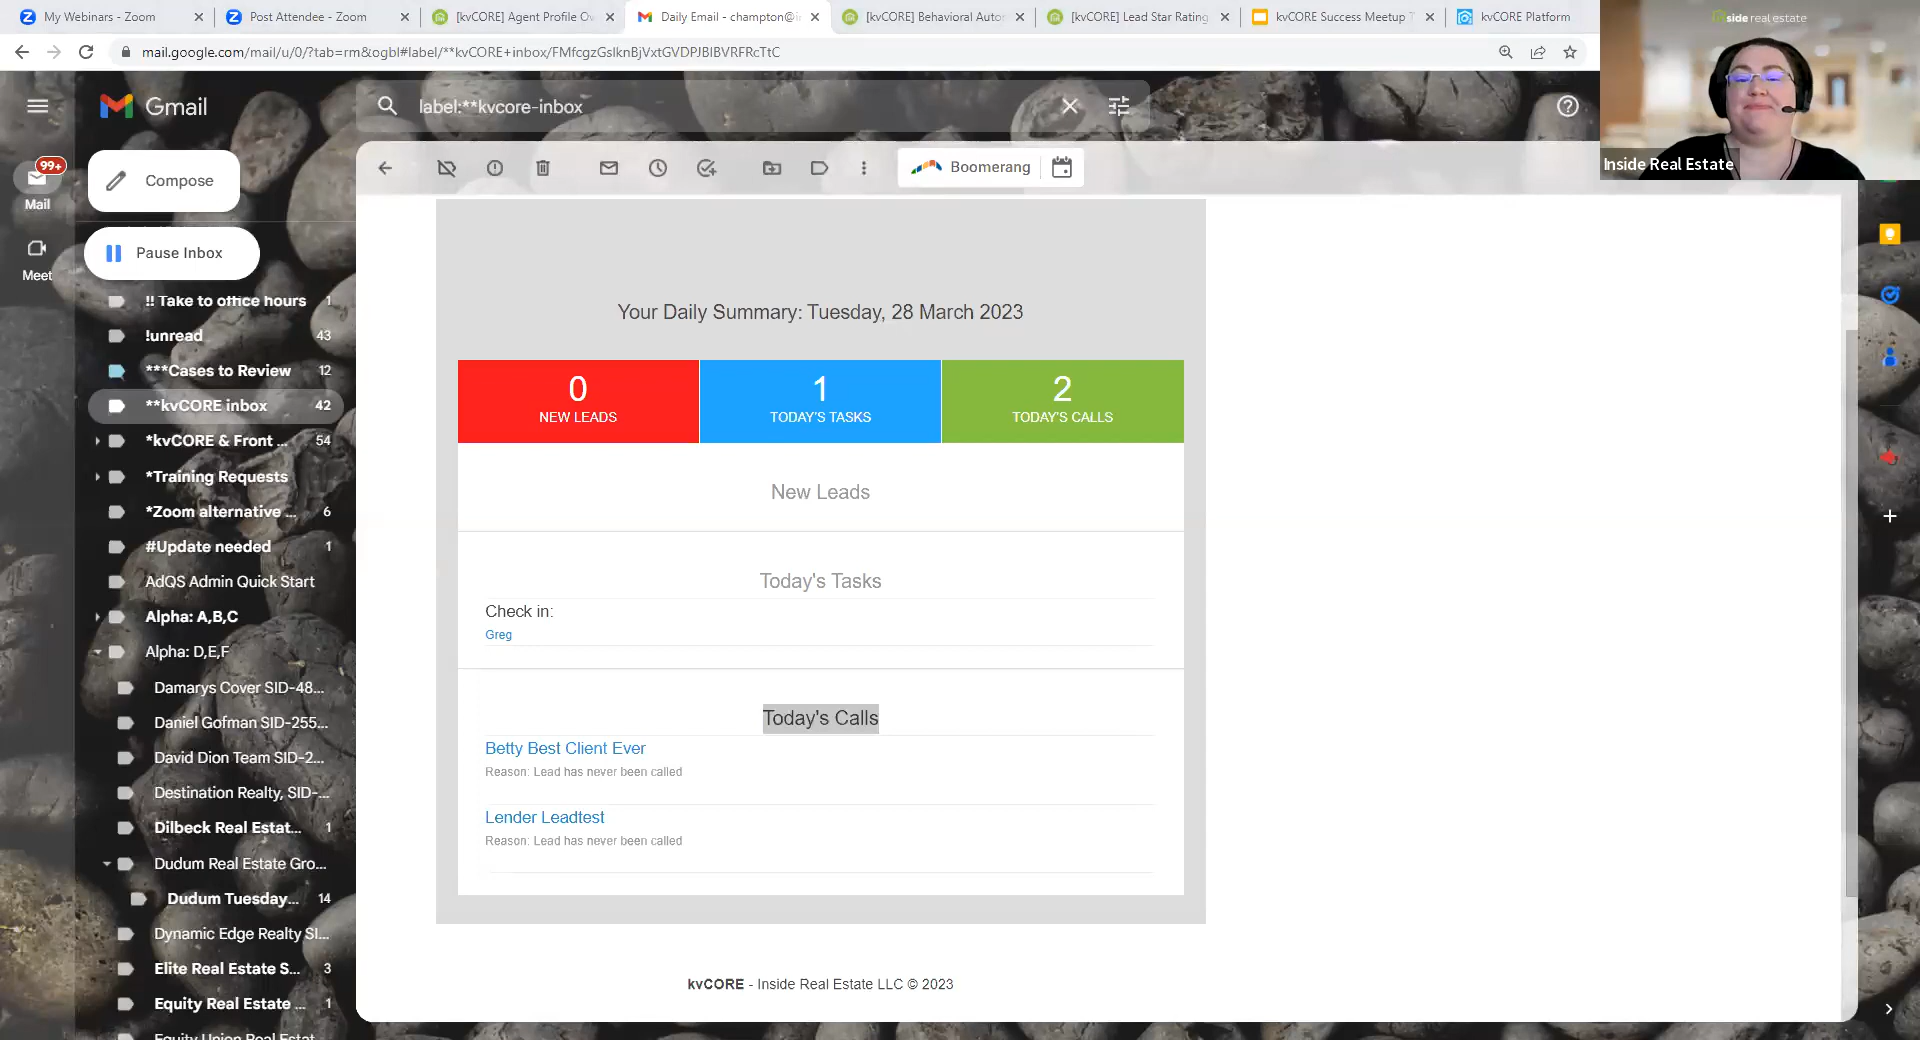 My Webinars - Zoom
Post Attendee - Zoom
[kvCORE] Agent Profile Ov
Daily Email - champton@i
[kvCORE] Behavioral Autor
[kvCORE] Lead Star Rating
kvCORE Success Meetup T
kvCORE Platform
mail.google.com/mail/u/0/?tab=rm&ogbl#label/**kvCORE+inbox/FMfcgzGslknBjVxtGVDPJBlBVRFRcTtC
inside real estate
Inside Real Estate
Gmail
label:**kvcore-inbox
99+
Mail
Meet
Compose
Pause Inbox
Boomerang
!! Take to office hours 1
!unread 43
***Cases to Review 12
**kvCORE inbox 42
*kvCORE & Front ... 54
*Training Requests
*Zoom alternative ... 6
#Update needed 1
AdQS Admin Quick Start
Alpha: A,B,C
Alpha: D,E,F
Damarys Cover SID-48...
Daniel Gofman SID-255...
David Dion Team SID-2...
Destination Realty, SID-...
Dilbeck Real Estat... 1
Dudum Real Estate Gro...
Dudum Tuesday... 14
Dynamic Edge Realty SI...
Elite Real Estate S... 3
Equity Real Estate ... 1
Equity Union Real Estat
Your Daily Summary: Tuesday, 28 March 2023
0
NEW LEADS
1
TODAY'S TASKS
2
TODAY'S CALLS
New Leads
Today's Tasks
Check in:
Greg
Today's Calls
Betty Best Client Ever
Reason: Lead has never been called
Lender Leadtest
Reason: Lead has never been called
kvCORE - Inside Real Estate LLC © 2023